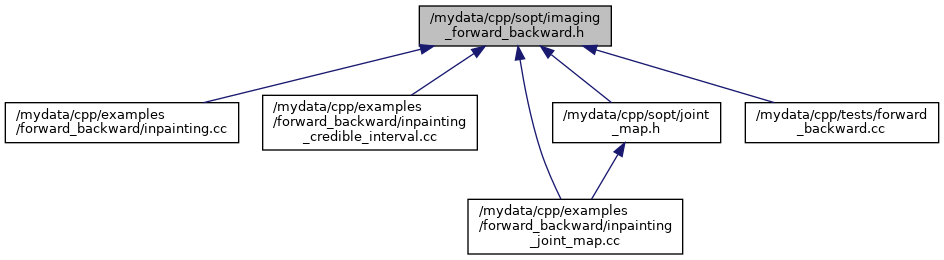 /mydata/cpp/sopt/imaging
_forward_backward.h
/mydata/cpp/examples
/forward_backward/inpainting.cc
/mydata/cpp/examples
/forward_backward/inpainting
_credible_interval.cc
/mydata/cpp/sopt/joint
_map.h
/mydata/cpp/tests/forward
_backward.cc
/mydata/cpp/examples
/forward_backward/inpainting
_joint_map.cc